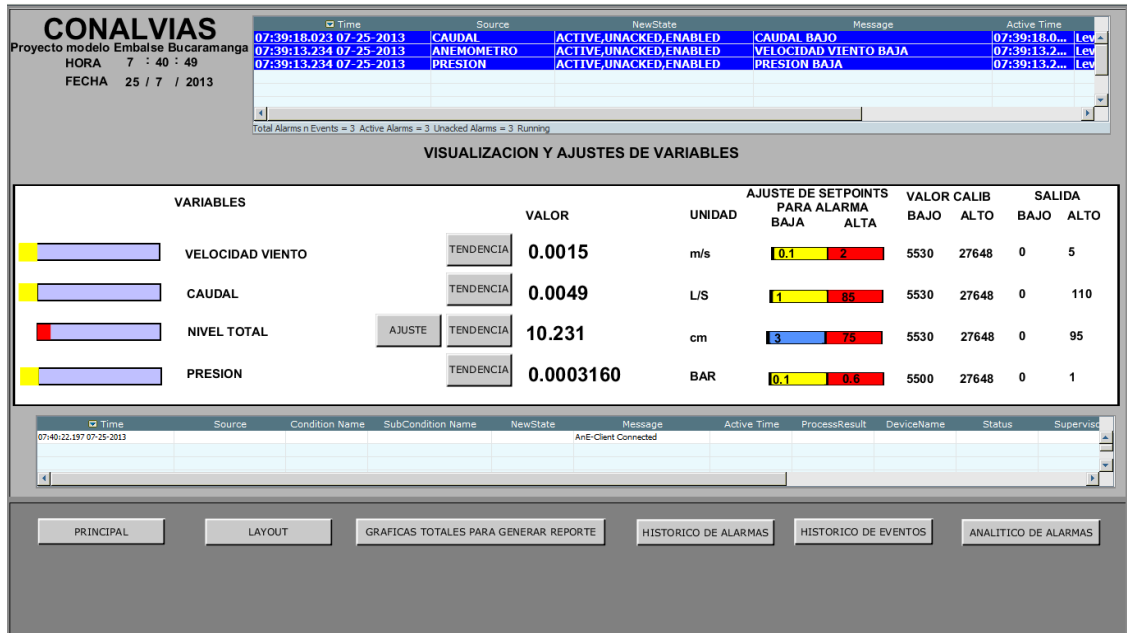 CONALVIAS
Proyecto modelo Embalse Bucaramanga
HORA 7 : 40 : 49
FECHA 25 / 7 / 2013
Time Source NewState Message Active Time
07:39:18.023 07-25-2013 CAUDAL ACTIVE,UNACKED,ENABLED CAUDAL BAJO 07:39:18.0... Lev
07:39:13.234 07-25-2013 ANEMOMETRO ACTIVE,UNACKED,ENABLED VELOCIDAD VIENTO BAJA 07:39:13.2... Lev
07:39:13.234 07-25-2013 PRESION ACTIVE,UNACKED,ENABLED PRESION BAJA 07:39:13.2... Lev
Total Alarms n Events = 3 Active Alarms = 3 Unacked Alarms = 3 Running
VISUALIZACION Y AJUSTES DE VARIABLES
VARIABLES VALOR UNIDAD AJUSTE DE SETPOINTS PARA ALARMA VALOR CALIB SALIDA
BAJA ALTA BAJO ALTO BAJO ALTO
VELOCIDAD VIENTO TENDENCIA 0.0015 m/s 0.1 2 5530 27648 0 5
CAUDAL TENDENCIA 0.0049 L/S 1 85 5530 27648 0 110
NIVEL TOTAL AJUSTE TENDENCIA 10.231 cm 3 75 5530 27648 0 95
PRESION TENDENCIA 0.0003160 BAR 0.1 0.6 5500 27648 0 1
Time Source Condition Name SubCondition Name NewState Message Active Time ProcessResult DeviceName Status Superviso
07:40:22.197 07-25-2013 AnE-Client Connected
PRINCIPAL LAYOUT GRAFICAS TOTALES PARA GENERAR REPORTE HISTORICO DE ALARMAS HISTORICO DE EVENTOS ANALITICO DE ALARMAS